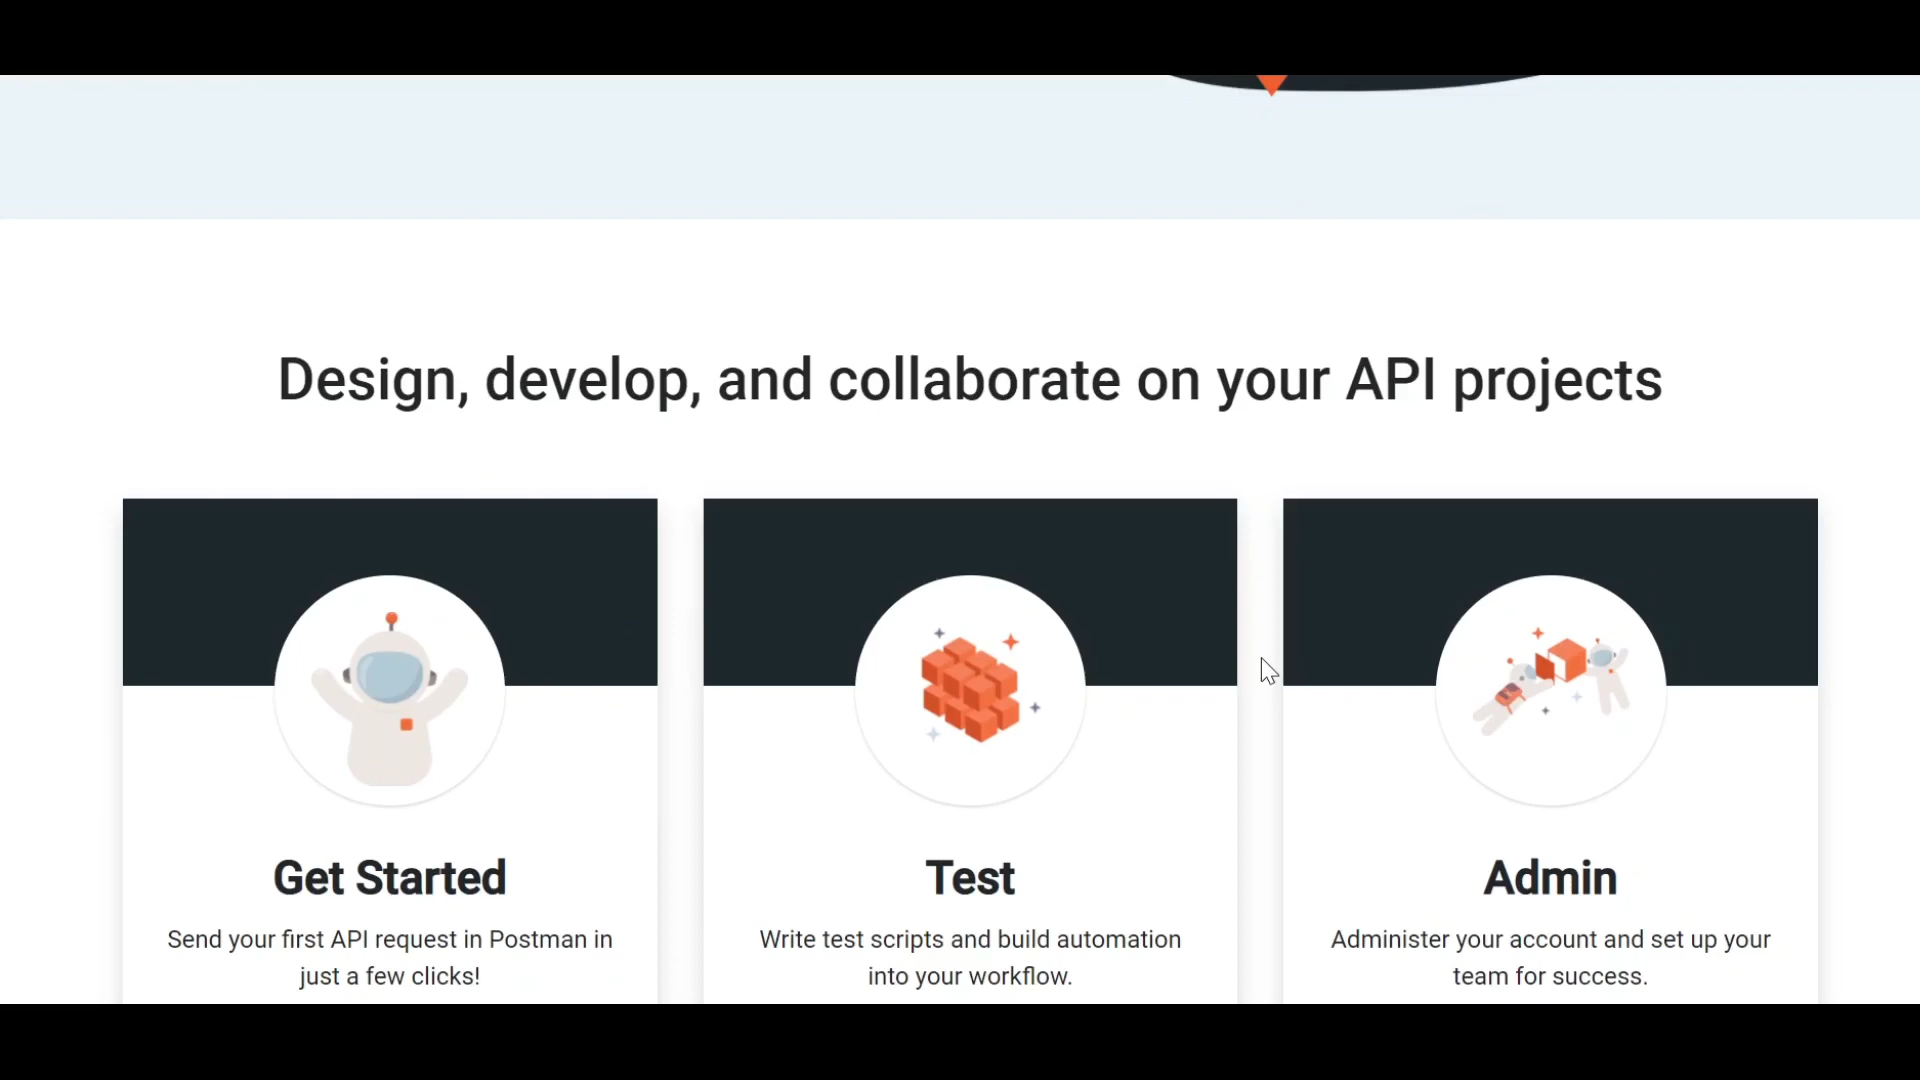 Design, develop, and collaborate on your API projects
Get Started
Send your first API request in Postman in
just a few clicks!
Test
Write test scripts and build automation
into your workflow.
Admin
Administer your account and set up your
team for success.